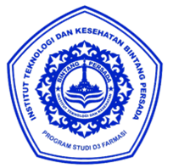 INSTITUT TEKNOLOGI DAN KESEHATAN BINTANG PERSADA
BINTANG PERSADA
PROGRAM STUDI D3 FARMASI